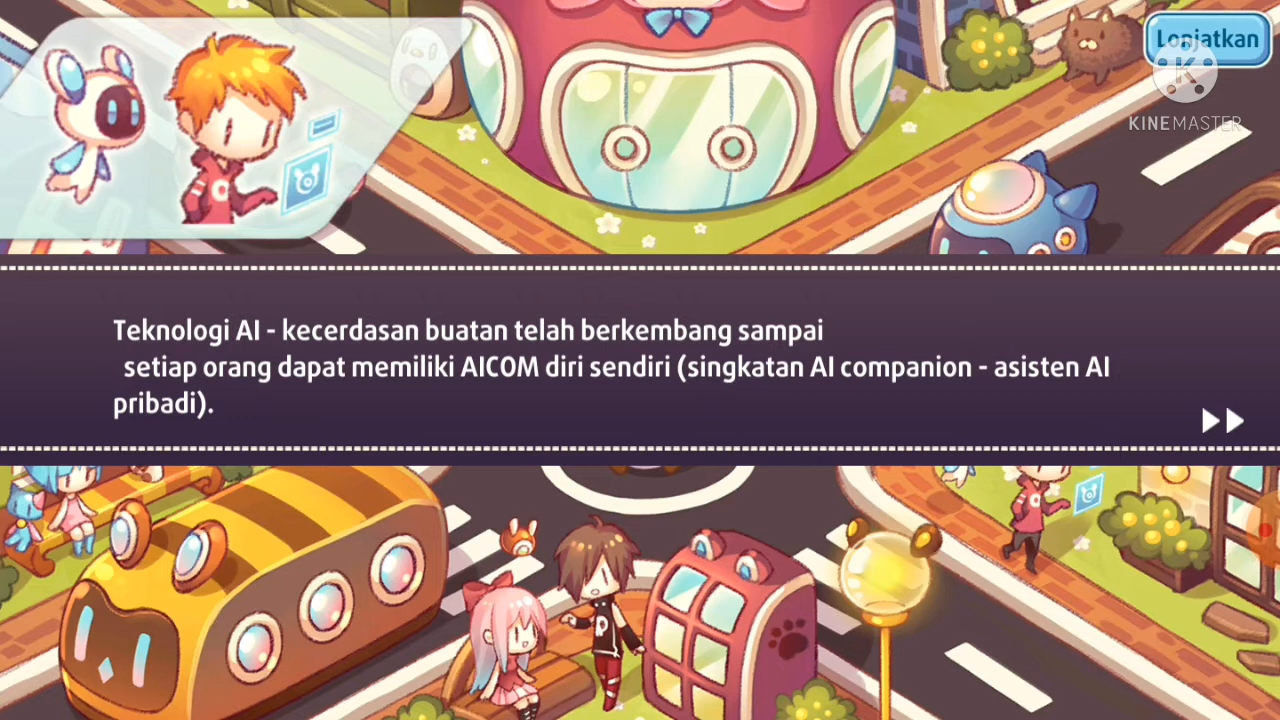 Lonjatkan
K
KINEMASTER
Teknologi AI - kecerdasan buatan telah berkembang sampai
setiap orang dapat memiliki AICOM diri sendiri (singkatan AI companion - asisten AI
pribadi).